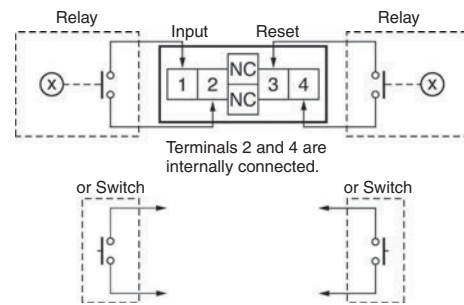 Relay
Input
Reset
Relay
X
1
2
NC
NC
3
4
X
Terminals 2 and 4 are
internally connected.
or Switch
or Switch